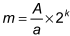 m = A/a × 2^k